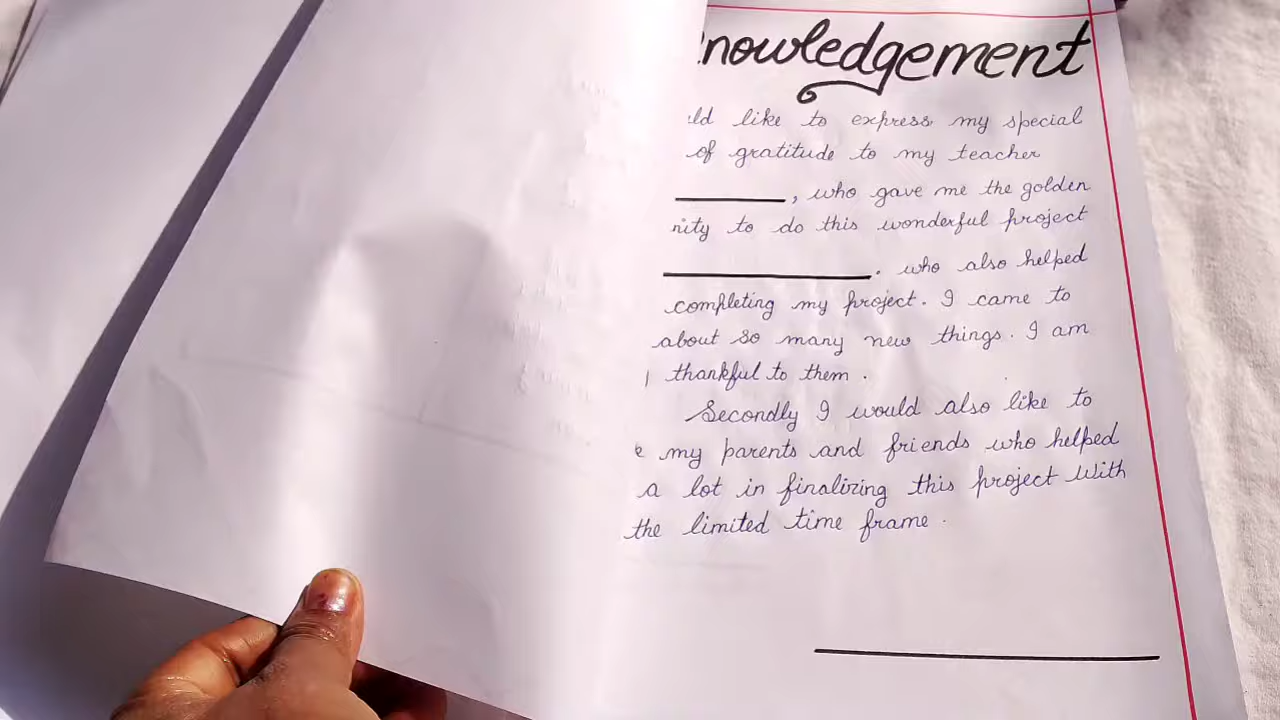 nowledgement
ld like to express my special
of gratitude to my teacher
, who gave me the golden
nity to do this wonderful project
. who also helped
completing my project. I came to
about so many new things. I am
thankful to them.
Secondly I would also like to
e my parents and friends who helped
a lot in finalizing this project with
the limited time frame.